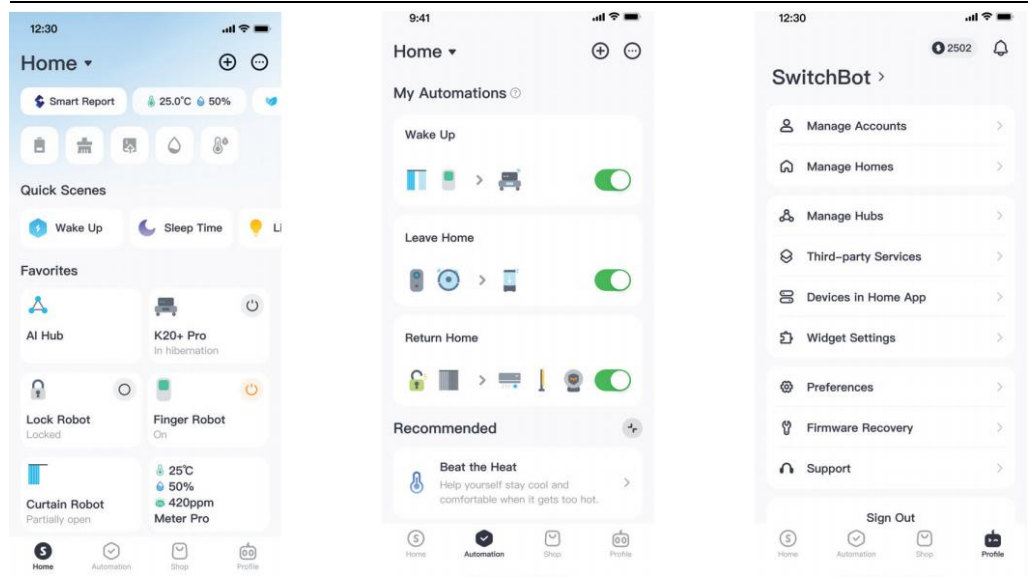 12:30
Home
Smart Report
25.0°C 50%
Quick Scenes
Wake Up
Sleep Time
Li
Favorites
AI Hub
K20+ Pro
In hibernation
Lock Robot
Locked
Finger Robot
On
Curtain Robot
Partially open
25°C
50%
420ppm
Meter Pro
Home
Automation
Shop
Profile
9:41
Home
My Automations
Wake Up
Leave Home
Return Home
Recommended
Beat the Heat
Help yourself stay cool and
comfortable when it gets too hot.
Home
Automation
Shop
Profile
12:30
2502
SwitchBot
Manage Accounts
Manage Homes
Manage Hubs
Third-party Services
Devices in Home App
Widget Settings
Preferences
Firmware Recovery
Support
Sign Out
Home
Automation
Shop
Profile